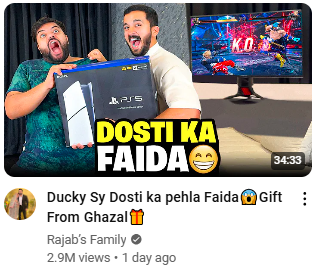 K.O.
PS5
DOSTI KA
FAIDA😁
34:33
Ducky Sy Dosti ka pehla Faida😱Gift
From Ghazal🎁
Rajab's Family
2.9M views • 1 day ago